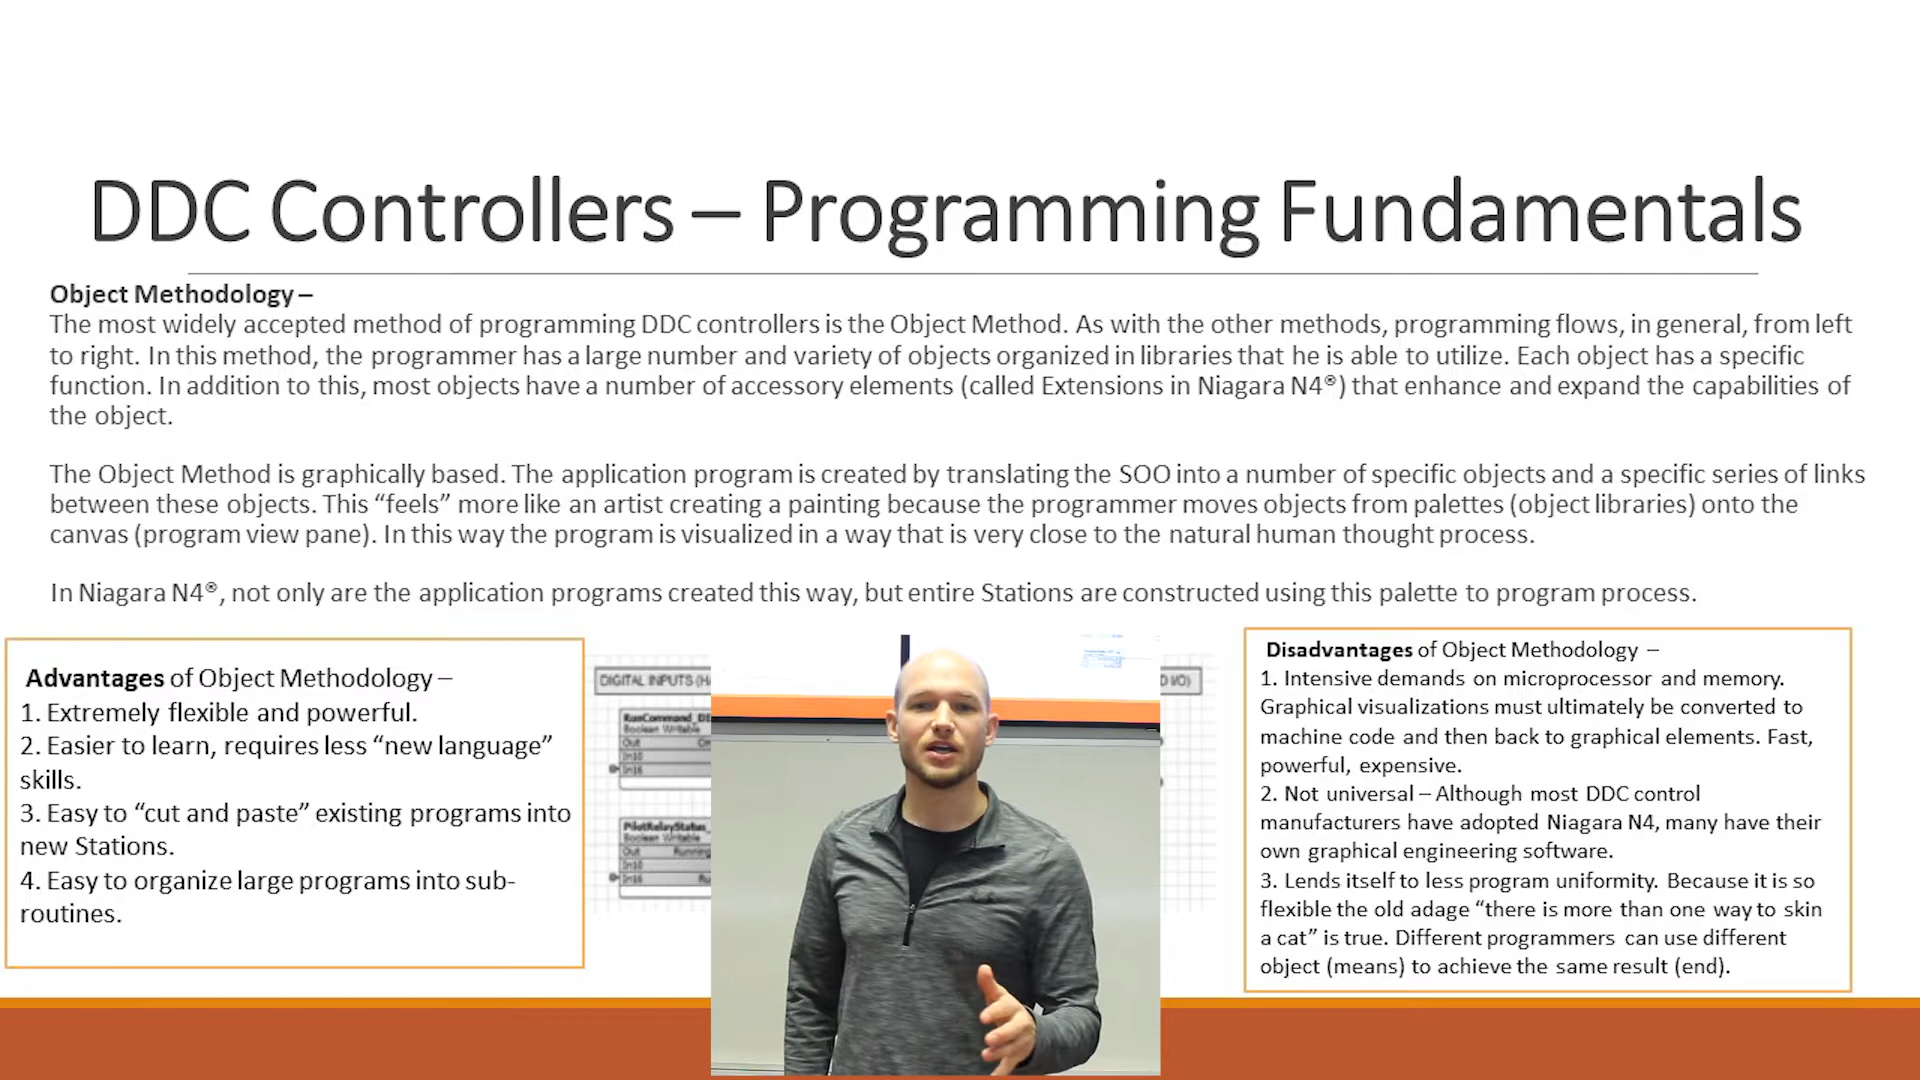 DDC Controllers – Programming Fundamentals
Object Methodology –
The most widely accepted method of programming DDC controllers is the Object Method. As with the other methods, programming flows, in general, from left
to right. In this method, the programmer has a large number and variety of objects organized in libraries that he is able to utilize. Each object has a specific
function. In addition to this, most objects have a number of accessory elements (called Extensions in Niagara N4®) that enhance and expand the capabilities of
the object.
The Object Method is graphically based. The application program is created by translating the SOO into a number of specific objects and a specific series of links
between these objects. This “feels” more like an artist creating a painting because the programmer moves objects from palettes (object libraries) onto the
canvas (program view pane). In this way the program is visualized in a way that is very close to the natural human thought process.
In Niagara N4®, not only are the application programs created this way, but entire Stations are constructed using this palette to program process.
Advantages of Object Methodology –
1. Extremely flexible and powerful.
2. Easier to learn, requires less “new language”
skills.
3. Easy to “cut and paste” existing programs into
new Stations.
4. Easy to organize large programs into sub-
routines.
DIGITAL INPUTS
RunCommand
Boolean Writable
Out
In10
In16
PilotRelayStatus_
Boolean Writable
Out Running
In10
In16
I/O)
Disadvantages of Object Methodology –
1. Intensive demands on microprocessor and memory.
Graphical visualizations must ultimately be converted to
machine code and then back to graphical elements. Fast,
powerful, expensive.
2. Not universal – Although most DDC control
manufacturers have adopted Niagara N4, many have their
own graphical engineering software.
3. Lends itself to less program uniformity. Because it is so
flexible the old adage “there is more than one way to skin
a cat” is true. Different programmers can use different
object (means) to achieve the same result (end).